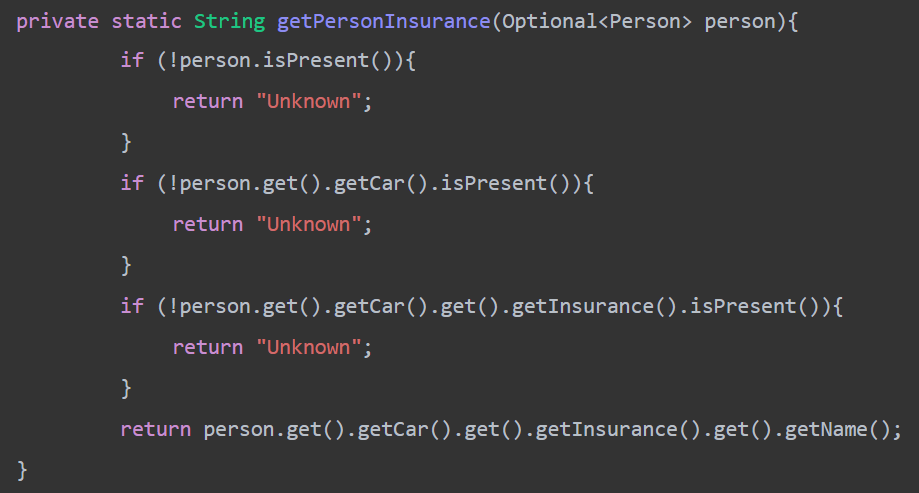 private static String getPersonInsurance(Optional<Person> person){
if (!person.isPresent()){
return "Unknown";
}
if (!person.get().getCar().isPresent()){
return "Unknown";
}
if (!person.get().getCar().get().getInsurance().isPresent()){
return "Unknown";
}
return person.get().getCar().get().getInsurance().get().getName();
}